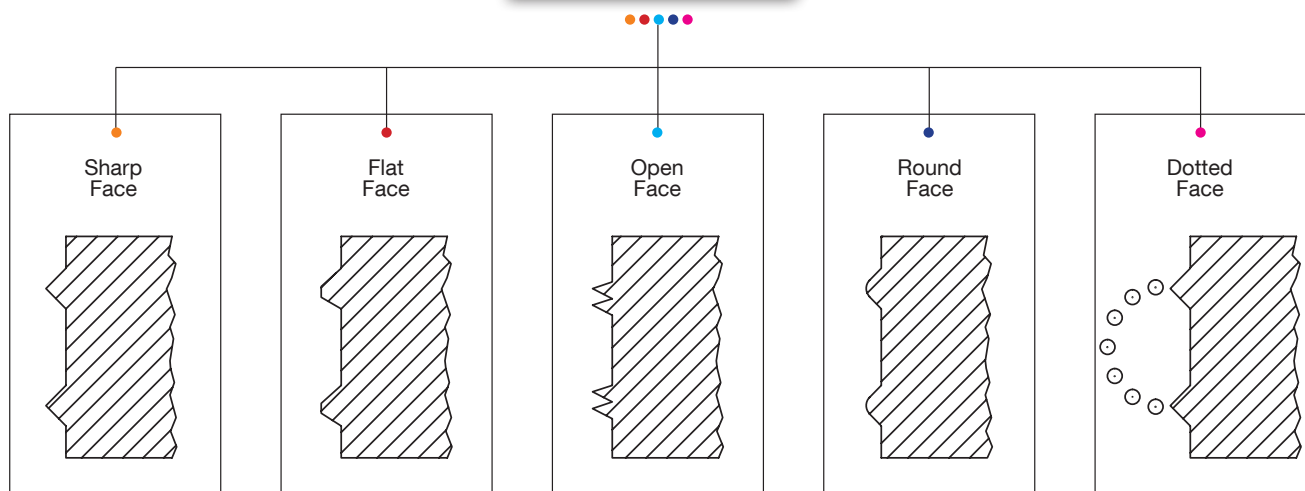 Sharp
Face
Flat
Face
Open
Face
Round
Face
Dotted
Face